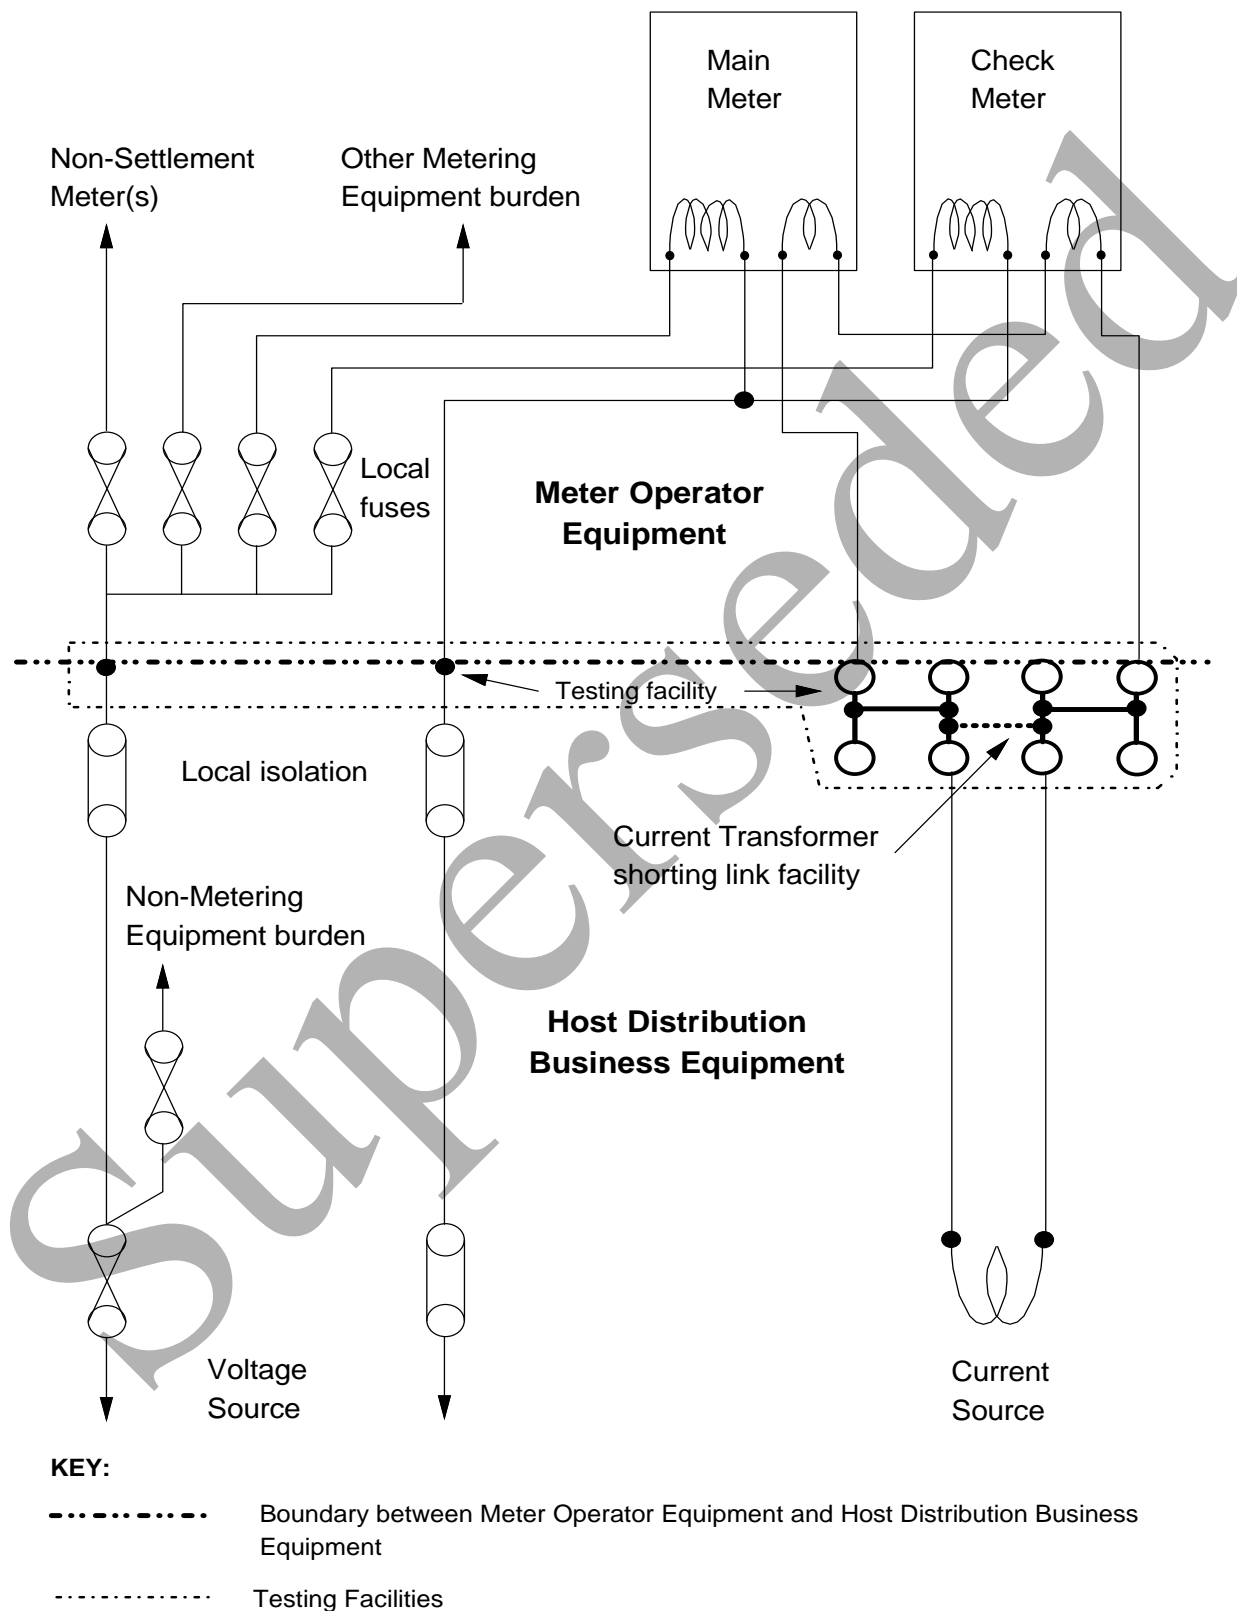 Main
Meter
Check
Meter
Non-Settlement
Meter(s)
Other Metering
Equipment burden
Local
fuses
Meter Operator
Equipment
Testing facility
Local isolation
Current Transformer
shorting link facility
Non-Metering
Equipment burden
Host Distribution
Business Equipment
Voltage
Source
Current
Source
KEY:
Boundary between Meter Operator Equipment and Host Distribution Business
Equipment
Testing Facilities
Superseded